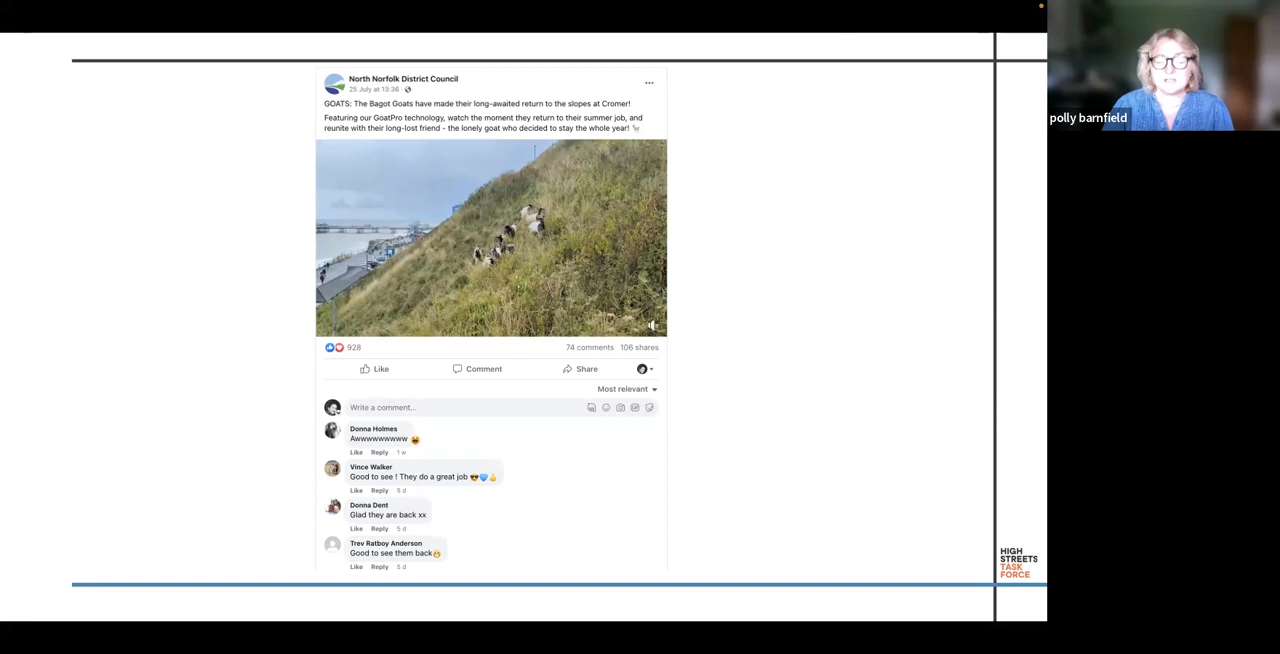 North Norfolk District Council
25 July at 13:36 ·
GOATS: The Bagot Goats have made their long-awaited return to the slopes at Cromer!
Featuring our GoatPro technology, watch the moment they return to their summer job, and
reunite with their long-lost friend - the lonely goat who decided to stay the whole year! 🐐
928
74 comments 106 shares
Like Comment Share
Most relevant
Write a comment...
Donna Holmes
Awwwwwwwww
Like Reply 1 w
Vince Walker
Good to see ! They do a great job 😎💙👍
Like Reply 5 d
Donna Dent
Glad they are back xx
Like Reply 5 d
Trev Ratboy Anderson
Good to see them back
Like Reply 5 d
HIGH
STREETS
TASK
FORCE
polly barnfield